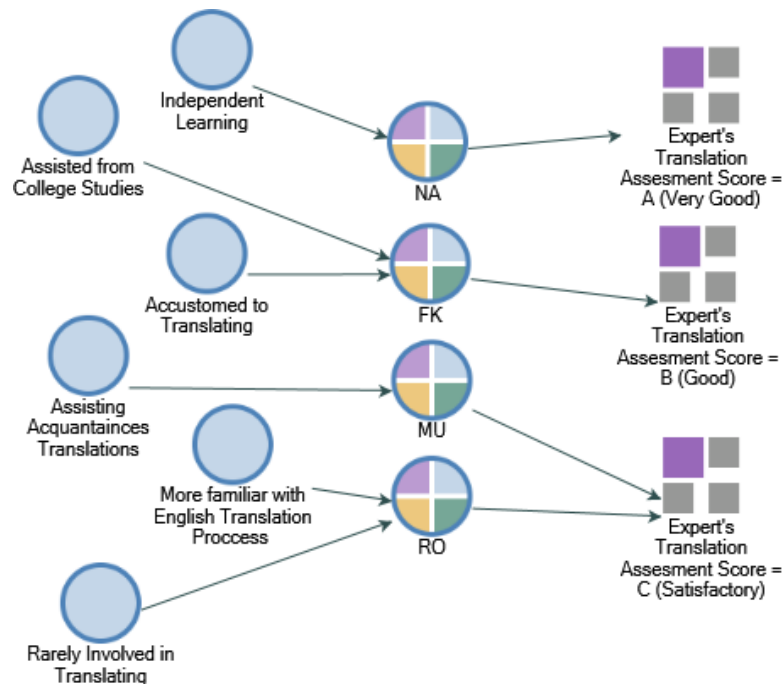 Independent
Learning
Assisted from
College Studies
NA
Expert's
Translation
Assesment Score =
A (Very Good)
Accustomed to
Translating
FK
Expert's
Translation
Assesment Score =
B (Good)
Assisting
Acquantainces
Translations
MU
More familiar with
English Translation
Proccess
RO
Expert's
Translation
Assesment Score =
C (Satisfactory)
Rarely Involved in
Translating